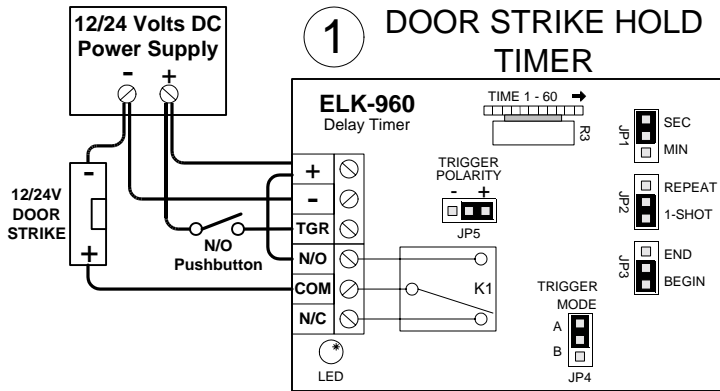 12/24 Volts DC
Power Supply
- +
1
DOOR STRIKE HOLD
TIMER
ELK-960
Delay Timer
TIME 1 - 60
R3
JP1
SEC
MIN
TRIGGER
POLARITY
- +
JP5
JP2
REPEAT
1-SHOT
JP3
END
BEGIN
-
12/24V
DOOR
STRIKE
+
N/O
Pushbutton
+
-
TGR
N/O
COM
N/C
K1
TRIGGER
MODE
A
B
JP4
LED